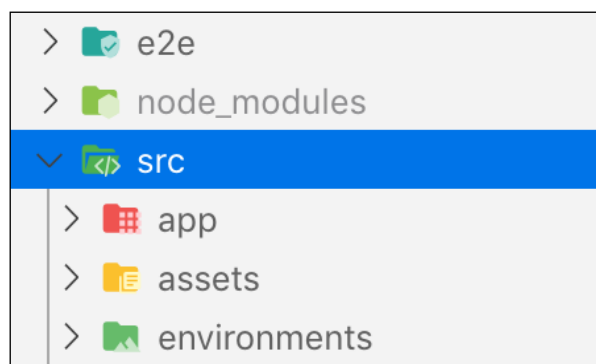 e2e
node_modules
src
app
assets
environments